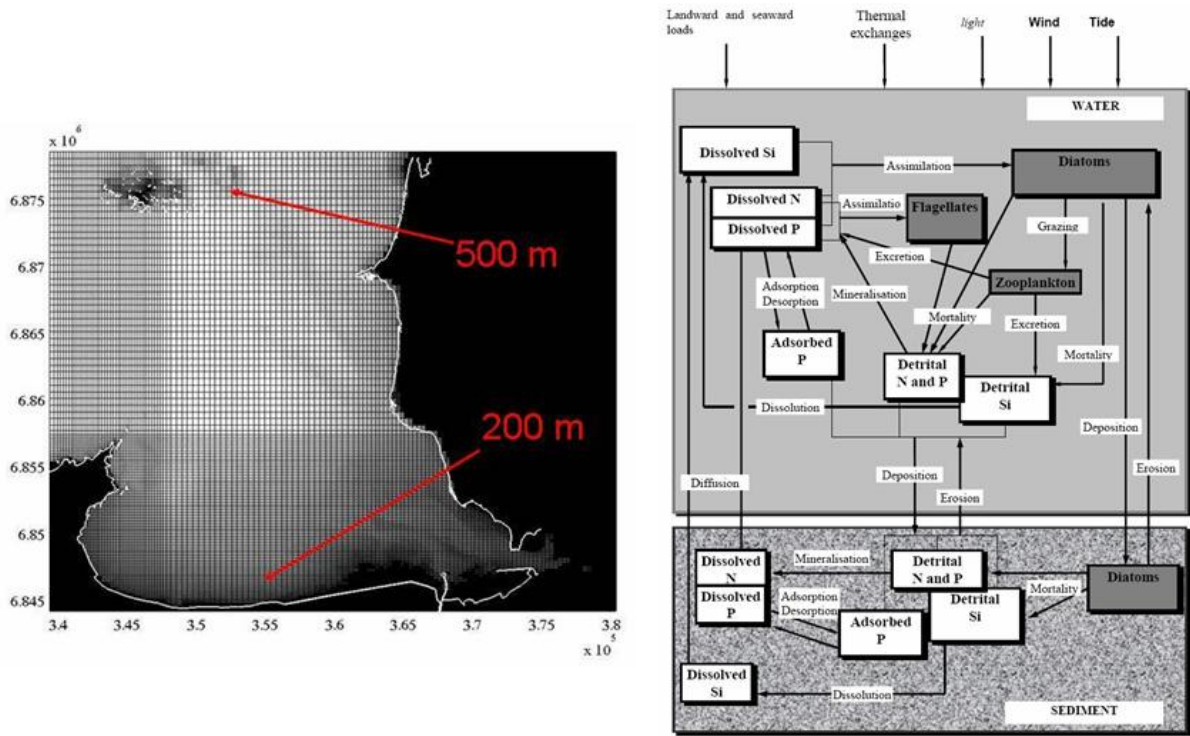 x 10⁶
6.875
6.87
6.865
6.86
6.855
6.85
6.845
3.4
3.45
3.5
3.55
3.6
3.65
3.7
3.75
3.8
x 10⁵
500 m
200 m
Landward and seaward
loads
Thermal
exchanges
light
Wind
Tide
WATER
Dissolved Si
Assimilation
Diatoms
Dissolved N
Dissolved P
Assimilatio
Flagellates
Grazing
Excretion
Zooplankton
Adsorption
Desorption
Mineralisation
Mortality
Excretion
Adsorbed
P
Detrital
N and P
Mortality
Detrital
Si
Dissolution
Deposition
Diffusion
Deposition
Erosion
Erosion
Dissolved
N
Dissolved
P
Mineralisation
Detrital
N and P
Diatoms
Adsorption
Desorption
Mortality
Detrital
Si
Adsorbed
P
Dissolved
Si
Dissolution
SEDIMENT